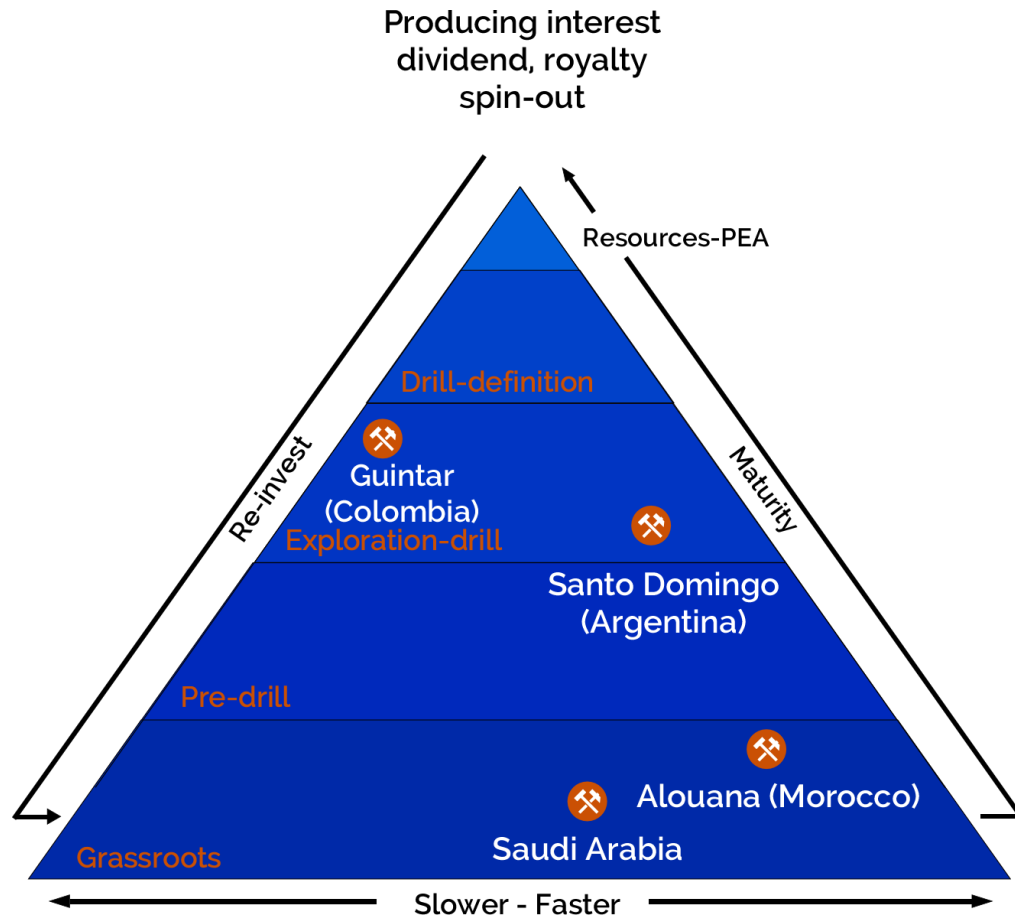 Producing interest
dividend, royalty
spin-out
Resources-PEA
Drill-definition
Re-invest
Maturity
Guintar
(Colombia)
Exploration-drill
Santo Domingo
(Argentina)
Pre-drill
Alouana (Morocco)
Saudi Arabia
Grassroots
Slower - Faster